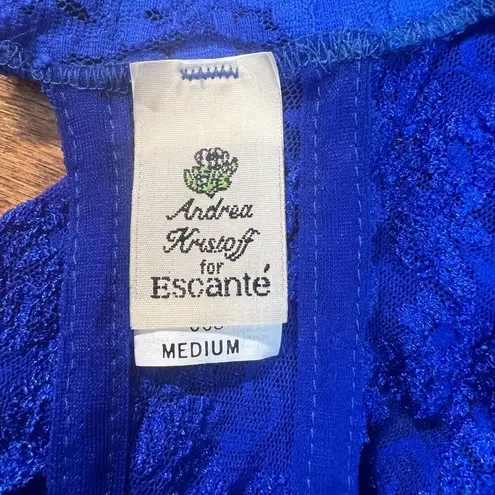 Andrea
Kristoff
for
Escanté
MEDIUM